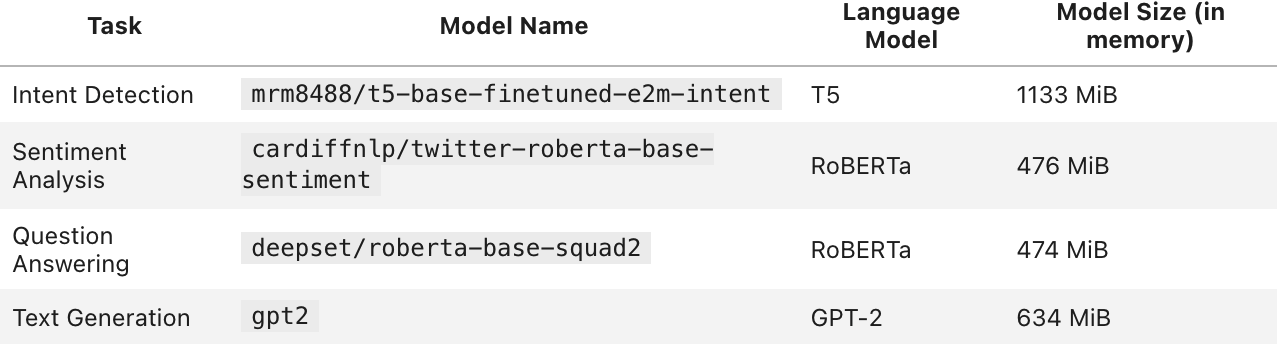 Task Model Name Language Model Model Size (in memory)
Intent Detection mrm8488/t5-base-finetuned-e2m-intent T5 1133 MiB
Sentiment Analysis cardiffnlp/twitter-roberta-base-sentiment RoBERTa 476 MiB
Question Answering deepset/roberta-base-squad2 RoBERTa 474 MiB
Text Generation gpt2 GPT-2 634 MiB